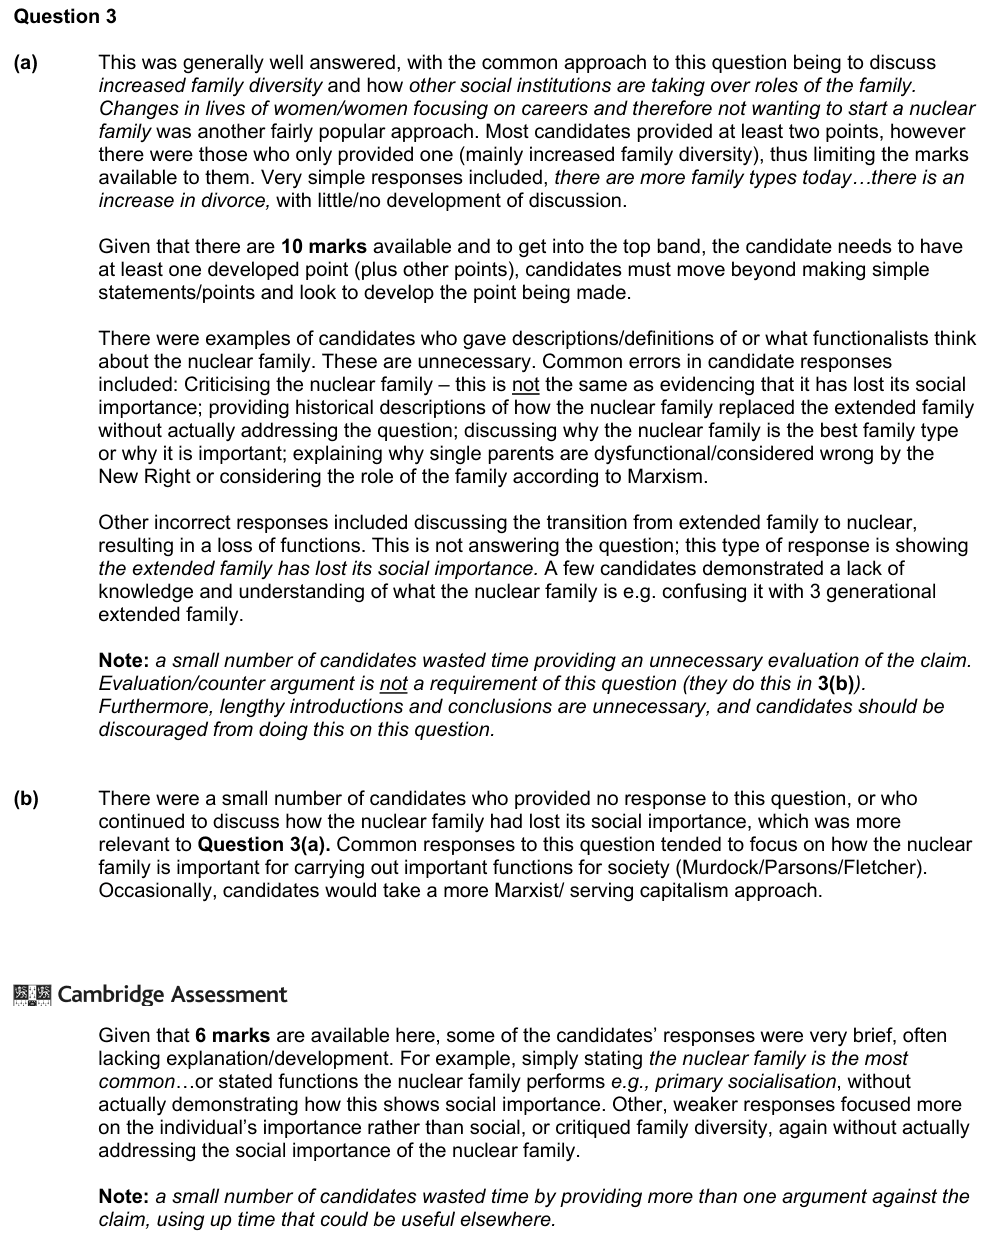 Question 3
(a) This was generally well answered, with the common approach to this question being to discuss
increased family diversity and how other social institutions are taking over roles of the family.
Changes in lives of women/women focusing on careers and therefore not wanting to start a nuclear
family was another fairly popular approach. Most candidates provided at least two points, however
there were those who only provided one (mainly increased family diversity), thus limiting the marks
available to them. Very simple responses included, there are more family types today…there is an
increase in divorce, with little/no development of discussion.
Given that there are 10 marks available and to get into the top band, the candidate needs to have
at least one developed point (plus other points), candidates must move beyond making simple
statements/points and look to develop the point being made.
There were examples of candidates who gave descriptions/definitions of or what functionalists think
about the nuclear family. These are unnecessary. Common errors in candidate responses
included: Criticising the nuclear family – this is not the same as evidencing that it has lost its social
importance; providing historical descriptions of how the nuclear family replaced the extended family
without actually addressing the question; discussing why the nuclear family is the best family type
or why it is important; explaining why single parents are dysfunctional/considered wrong by the
New Right or considering the role of the family according to Marxism.
Other incorrect responses included discussing the transition from extended family to nuclear,
resulting in a loss of functions. This is not answering the question; this type of response is showing
the extended family has lost its social importance. A few candidates demonstrated a lack of
knowledge and understanding of what the nuclear family is e.g. confusing it with 3 generational
extended family.
Note: a small number of candidates wasted time providing an unnecessary evaluation of the claim.
Evaluation/counter argument is not a requirement of this question (they do this in 3(b)).
Furthermore, lengthy introductions and conclusions are unnecessary, and candidates should be
discouraged from doing this on this question.
(b) There were a small number of candidates who provided no response to this question, or who
continued to discuss how the nuclear family had lost its social importance, which was more
relevant to Question 3(a). Common responses to this question tended to focus on how the nuclear
family is important for carrying out important functions for society (Murdock/Parsons/Fletcher).
Occasionally, candidates would take a more Marxist/ serving capitalism approach.
Cambridge Assessment
Given that 6 marks are available here, some of the candidates’ responses were very brief, often
lacking explanation/development. For example, simply stating the nuclear family is the most
common…or stated functions the nuclear family performs e.g., primary socialisation, without
actually demonstrating how this shows social importance. Other, weaker responses focused more
on the individual’s importance rather than social, or critiqued family diversity, again without actually
addressing the social importance of the nuclear family.
Note: a small number of candidates wasted time by providing more than one argument against the
claim, using up time that could be useful elsewhere.